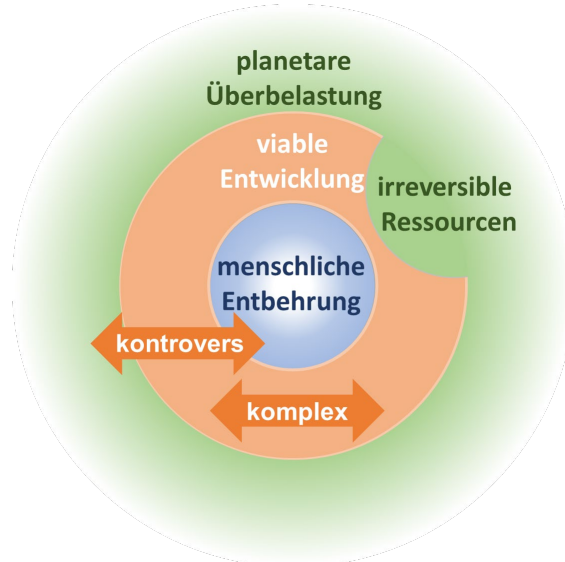 planetare
Überbelastung
viable
Entwicklung
irreversible
Ressourcen
menschliche
Entbehrung
kontrovers
komplex